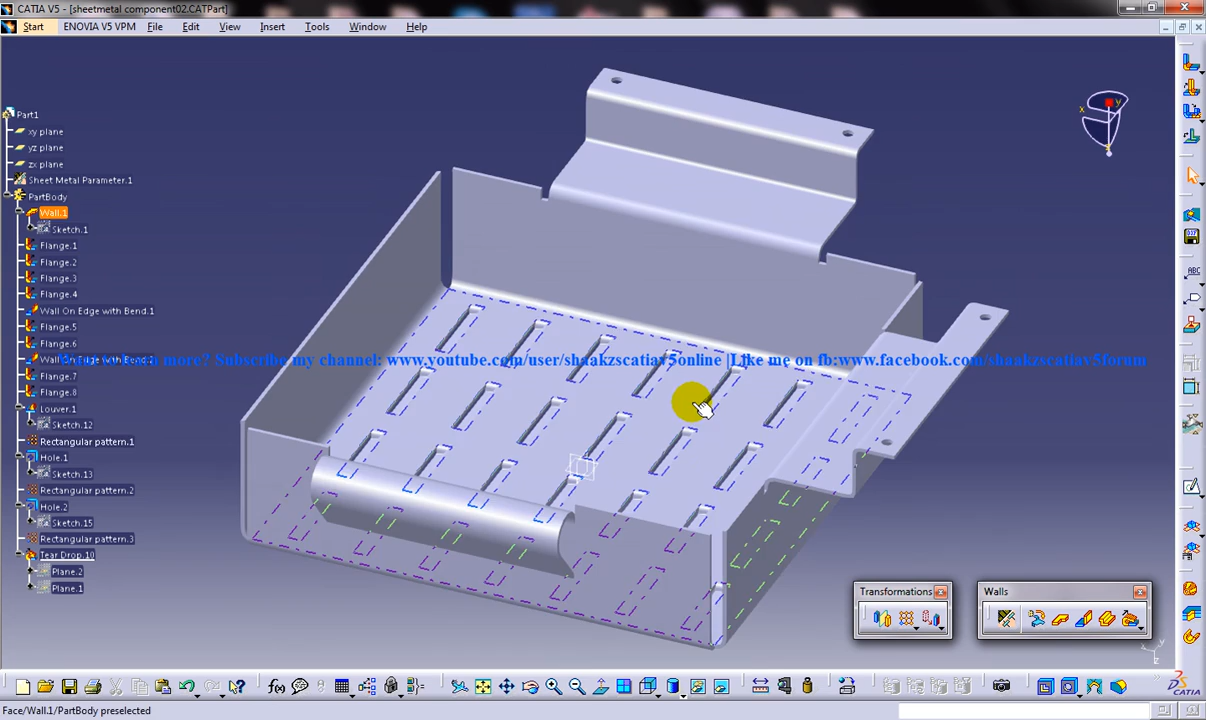 CATIA V5 - [sheetmetal component02.CATPart]
Start
ENOVIA V5 VPM
File
Edit
View
Insert
Tools
Window
Help
Part1
xy plane
yz plane
zx plane
Sheet Metal Parameter.1
PartBody
Wall.1
Sketch.1
Flange.1
Flange.2
Flange.3
Flange.4
Wall On Edge with Bend.1
Flange.5
Flange.6
Flange.7
Flange.8
Louver.1
Sketch.12
Rectangular pattern.1
Hole.1
Sketch.13
Rectangular pattern.2
Hole.2
Sketch.15
Rectangular pattern.3
Tear Drop.10
Plane.2
Plane.1
Subscribe my channel: www.youtube.com/user/shaakzscatiav5online |Like me on fb:www.facebook.com/shaakzscatiav5forum
Transformations
Walls
Face/Wall.1/PartBody preselected
CATIA